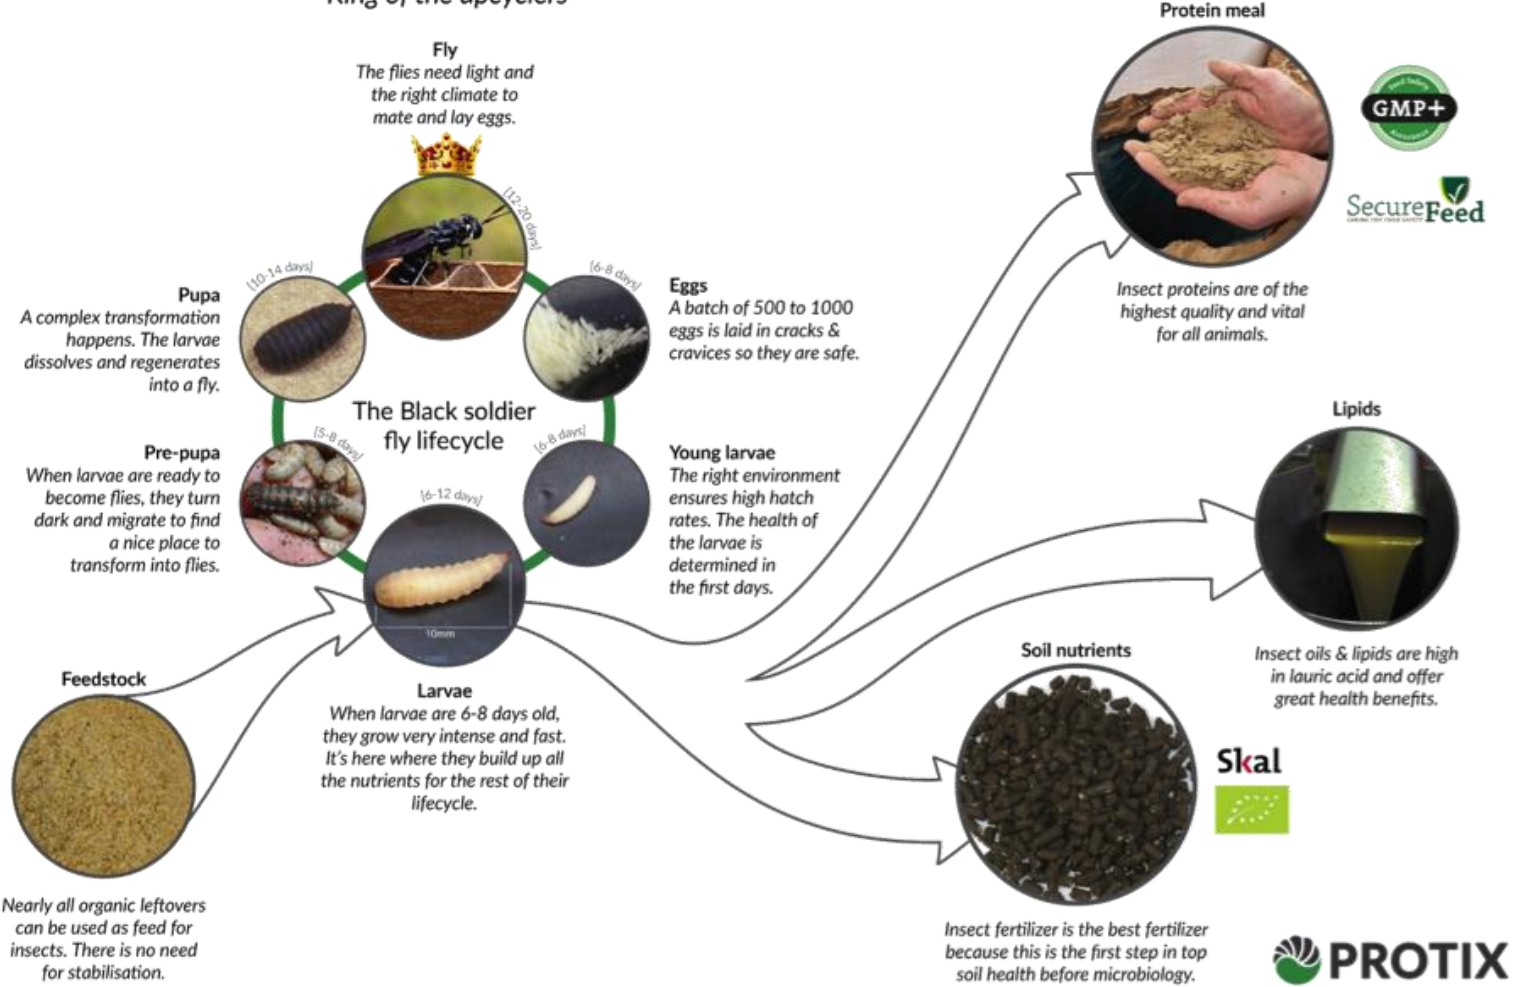 King of the upcyclers
Fly
The flies need light and
the right climate to
mate and lay eggs.
[12-20 days]
[10-14 days]
[6-8 days]
Pupa
A complex transformation
happens. The larvae
dissolves and regenerates
into a fly.
Eggs
A batch of 500 to 1000
eggs is laid in cracks &
cravices so they are safe.
The Black soldier
fly lifecycle
[5-8 days]
[6-8 days]
[6-12 days]
Pre-pupa
When larvae are ready to
become flies, they turn
dark and migrate to find
a nice place to
transform into flies.
Young larvae
The right environment
ensures high hatch
rates. The health of
the larvae is
determined in
the first days.
10mm
Larvae
When larvae are 6-8 days old,
they grow very intense and fast.
It's here where they build up all
the nutrients for the rest of their
lifecycle.
Feedstock
Nearly all organic leftovers
can be used as feed for
insects. There is no need
for stabilisation.
Protein meal
Feed Safety
GMP+
Assurance
SecureFeed
Insect proteins are of the
highest quality and vital
for all animals.
Lipids
Insect oils & lipids are high
in lauric acid and offer
great health benefits.
Soil nutrients
Skal
Insect fertilizer is the best fertilizer
because this is the first step in top
soil health before microbiology.
PROTIX